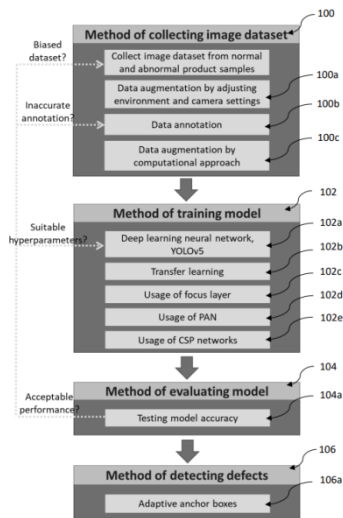 Method of collecting image dataset
100
Biased
dataset?
Collect image dataset from normal
and abnormal product samples
100a
Data augmentation by adjusting
environment and camera settings
100b
Inaccurate
annotation?
Data annotation
100c
Data augmentation by
computational approach
Method of training model
102
Suitable
hyperparameters?
Deep learning neural network,
YOLOv5
102a
Transfer learning
102b
Usage of focus layer
102c
Usage of PAN
102d
Usage of CSP networks
102e
Method of evaluating model
104
Acceptable
performance?
Testing model accuracy
104a
Method of detecting defects
106
Adaptive anchor boxes
106a